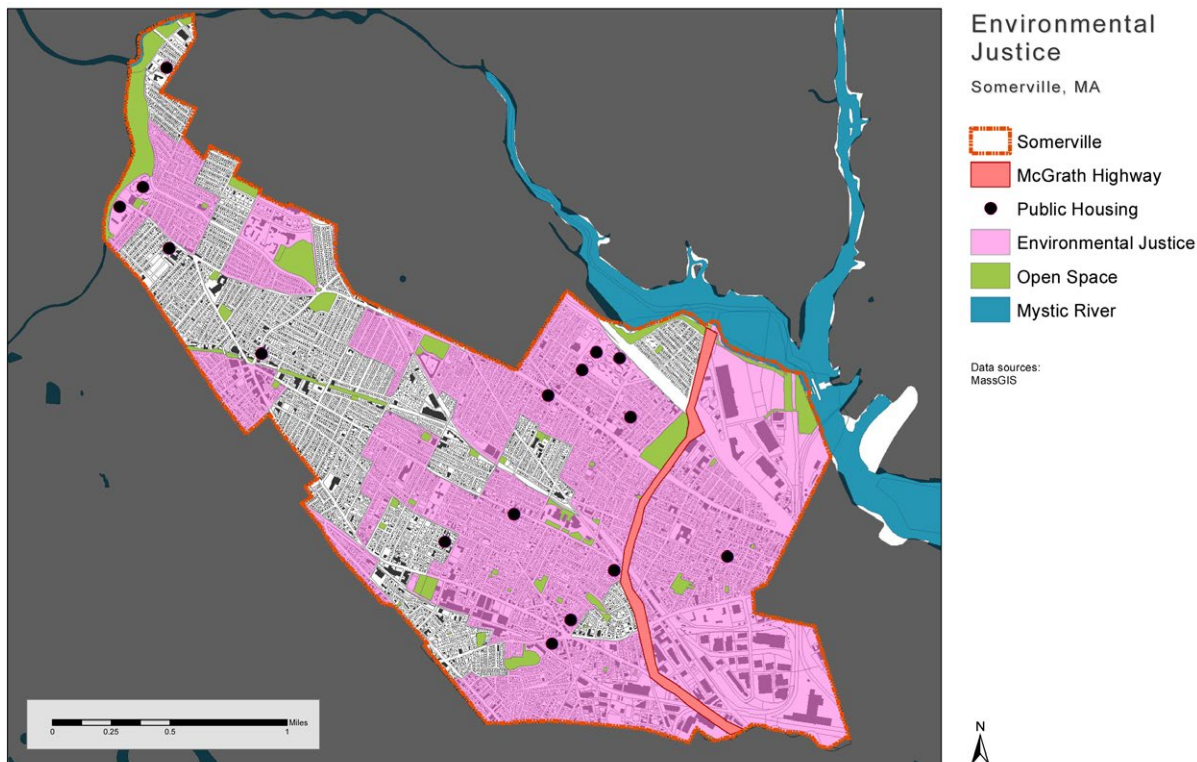 Environmental
Justice
Somerville, MA
Somerville
McGrath Highway
Public Housing
Environmental Justice
Open Space
Mystic River
Data sources:
MassGIS
Miles
0 0.25 0.5 1
N